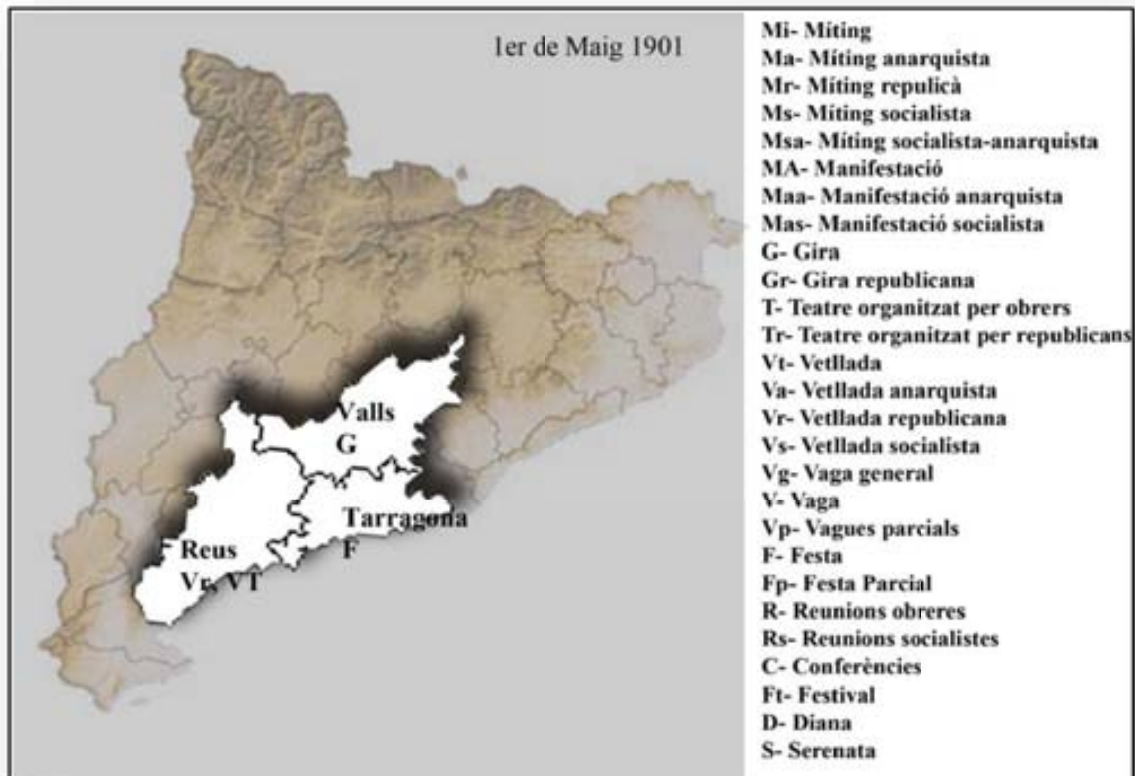 1er de Maig 1901
Valls
G
Tarragona
F
Reus
Vr, VT
Mi- Míting
Ma- Míting anarquista
Mr- Míting repulicà
Ms- Míting socialista
Msa- Míting socialista-anarquista
MA- Manifestació
Maa- Manifestació anarquista
Mas- Manifestació socialista
G- Gira
Gr- Gira republicana
T- Teatre organitzat per obrers
Tr- Teatre organitzat per republicans
Vt- Vetllada
Va- Vetllada anarquista
Vr- Vetllada republicana
Vs- Vetllada socialista
Vg- Vaga general
V- Vaga
Vp- Vagues parcials
F- Festa
Fp- Festa Parcial
R- Reunions obreres
Rs- Reunions socialistes
C- Conferències
Ft- Festival
D- Diana
S- Serenata